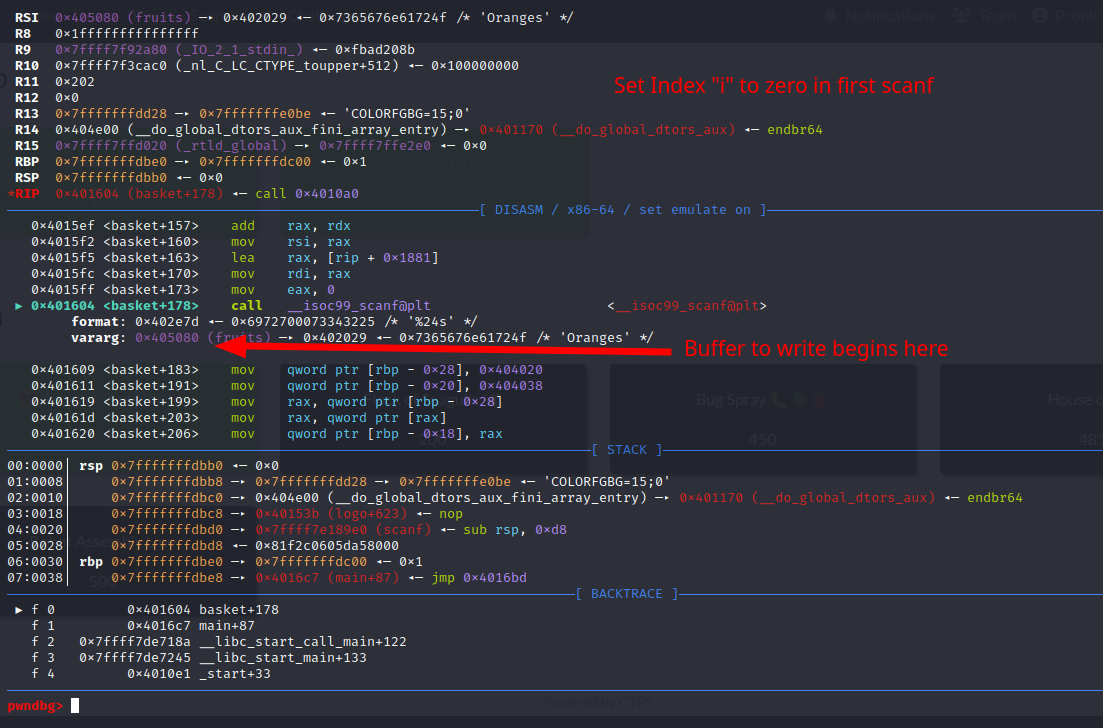 Notifications Team Profile
RSI 0×405080 (fruits) —▸ 0×402029 ◂— 0×7365676e61724f /* 'Oranges' */
R8 0×1fffffffffffffff
R9 0×7ffff7f92a80 (_IO_2_1_stdin_) ◂— 0×fbad208b
R10 0×7ffff7f3cac0 (_nl_C_LC_CTYPE_toupper+512) ◂— 0×100000000
R11 0×202
Set Index "i" to zero in first scanf
R12 0×0
R13 0×7fffffffdd28 —▸ 0×7fffffffe0be ◂— 'COLORFGBG=15;0'
R14 0×404e00 (__do_global_dtors_aux_fini_array_entry) —▸ 0×401170 (__do_global_dtors_aux) ◂— endbr64
R15 0×7ffff7ffd020 (_rtld_global) —▸ 0×7ffff7ffe2e0 ◂— 0×0
RBP 0×7fffffffdbe0 —▸ 0×7fffffffdc00 ◂— 0×1
RSP 0×7fffffffdbb0 ◂— 0×0
*RIP 0×401604 (basket+178) ◂— call 0×4010a0
[ DISASM / x86-64 / set emulate on ]
0×4015ef <basket+157> add rax, rdx
0×4015f2 <basket+160> mov rsi, rax
0×4015f5 <basket+163> lea rax, [rip + 0×1881]
0×4015fc <basket+170> mov rdi, rax
0×4015ff <basket+173> mov eax, 0
► 0×401604 <basket+178> call __isoc99_scanf@plt <__isoc99_scanf@plt>
format: 0×402e7d ◂— 0×6972700073343225 /* '%24s' */
vararg: 0×405080 (fruits) —▸ 0×402029 ◂— 0×7365676e61724f /* 'Oranges' */
Buffer to write begins here
0×401609 <basket+183> mov qword ptr [rbp - 0×28], 0×404020
0×401611 <basket+191> mov qword ptr [rbp - 0×20], 0×404038
0×401619 <basket+199> mov rax, qword ptr [rbp - 0×28]
Bug Spray
House o
0×40161d <basket+203> mov rax, qword ptr [rax]
0×401620 <basket+206> mov qword ptr [rbp - 0×18], rax
200
450
[ STACK ]
00:0000│ rsp 0×7fffffffdbb0 ◂— 0×0
01:0008│ 0×7fffffffdbb8 —▸ 0×7fffffffdd28 —▸ 0×7fffffffe0be ◂— 'COLORFGBG=15;0'
02:0010│ 0×7fffffffdbc0 —▸ 0×404e00 (__do_global_dtors_aux_fini_array_entry) —▸ 0×401170 (__do_global_dtors_aux) ◂— endbr64
03:0018│ 0×7fffffffdbc8 —▸ 0×40153b (logo+623) ◂— nop
04:0020│ 0×7fffffffdbd0 —▸ 0×7ffff7e189e0 (scanf) ◂— sub rsp, 0×d8
05:0028│ 0×7fffffffdbd8 ◂— 0×81f2c0605da58000
06:0030│ rbp 0×7fffffffdbe0 —▸ 0×7fffffffdc00 ◂— 0×1
07:0038│ 0×7fffffffdbe8 —▸ 0×4016c7 (main+87) ◂— jmp 0×4016bd
[ BACKTRACE ]
► f 0 0×401604 basket+178
f 1 0×4016c7 main+87
f 2 0×7ffff7de718a __libc_start_call_main+122
f 3 0×7ffff7de7245 __libc_start_main+133
f 4 0×4010e1 _start+33
Powered by CTFd
pwndbg>